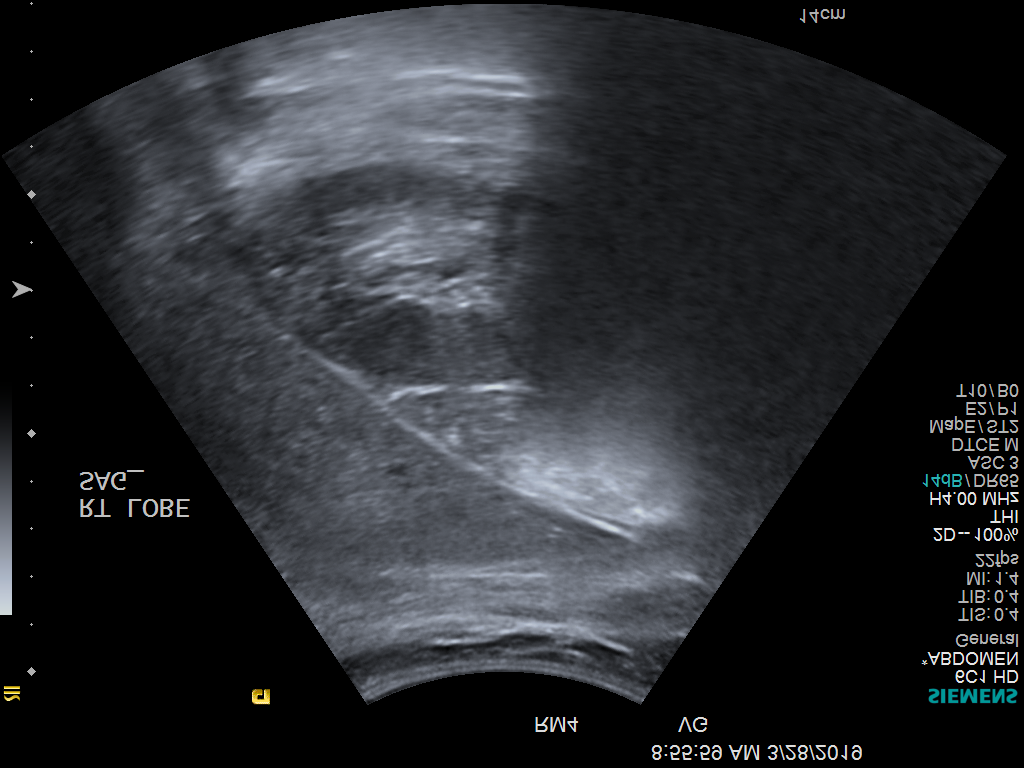 8:55:59 AM 3/28/2019
RM4 VG
SIEMENS
6C1 HD
*ABDOMEN
General
TIS: 0.4
TIB: 0.4
MI: 1.4
22fps
2D--100%
THI
H4.00 MHz
14dB/DR65
ASC 3
DTCE M
MapE/ST2
E2/P1
T10/B0
RT LOBE
SAG_
14cm